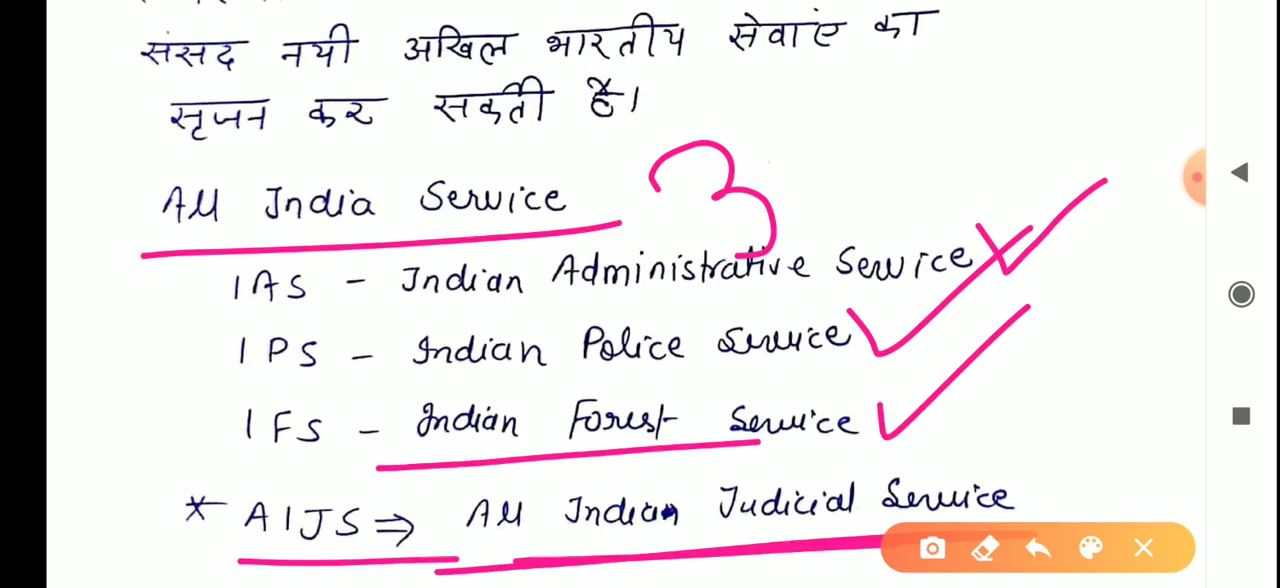 संसद नयी अखिल भारतीय सेवाएं का
सृजन कर सकती है।
All India Service 3
IAS - Indian Administrative Service
IPS - Indian Police Service
IFS - Indian Forest Service
* AIJS ⇒ All Indian Judicial Service